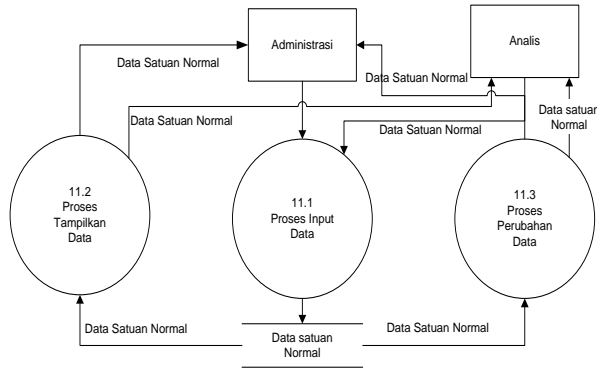 Administrasi
Analis
Data Satuan Normal
Data Satuan Normal
Data Satuan Normal
Data Satuan Normal
Data satuan
Normal
11.2
Proses
Tampilkan
Data
11.1
Proses Input
Data
11.3
Proses
Perubahan
Data
Data Satuan Normal
Data satuan
Normal
Data Satuan Normal